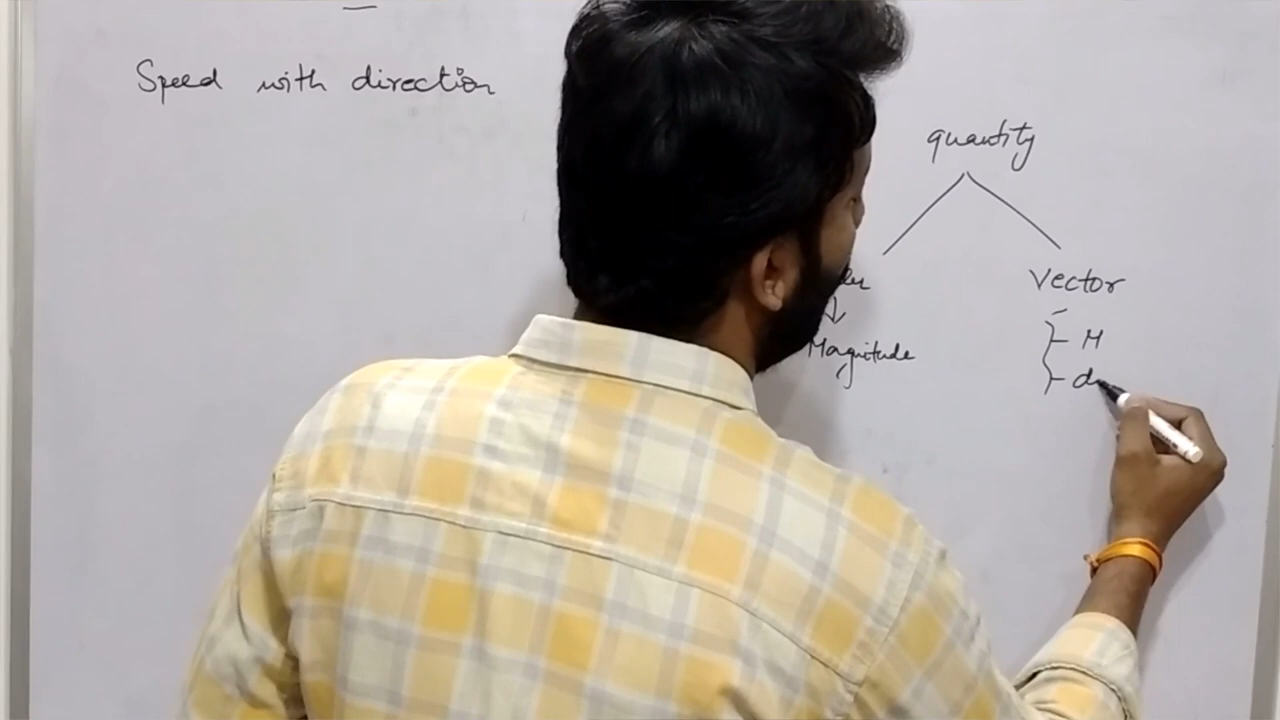 Speed with direction
quantity
Vector
Magnitude
M